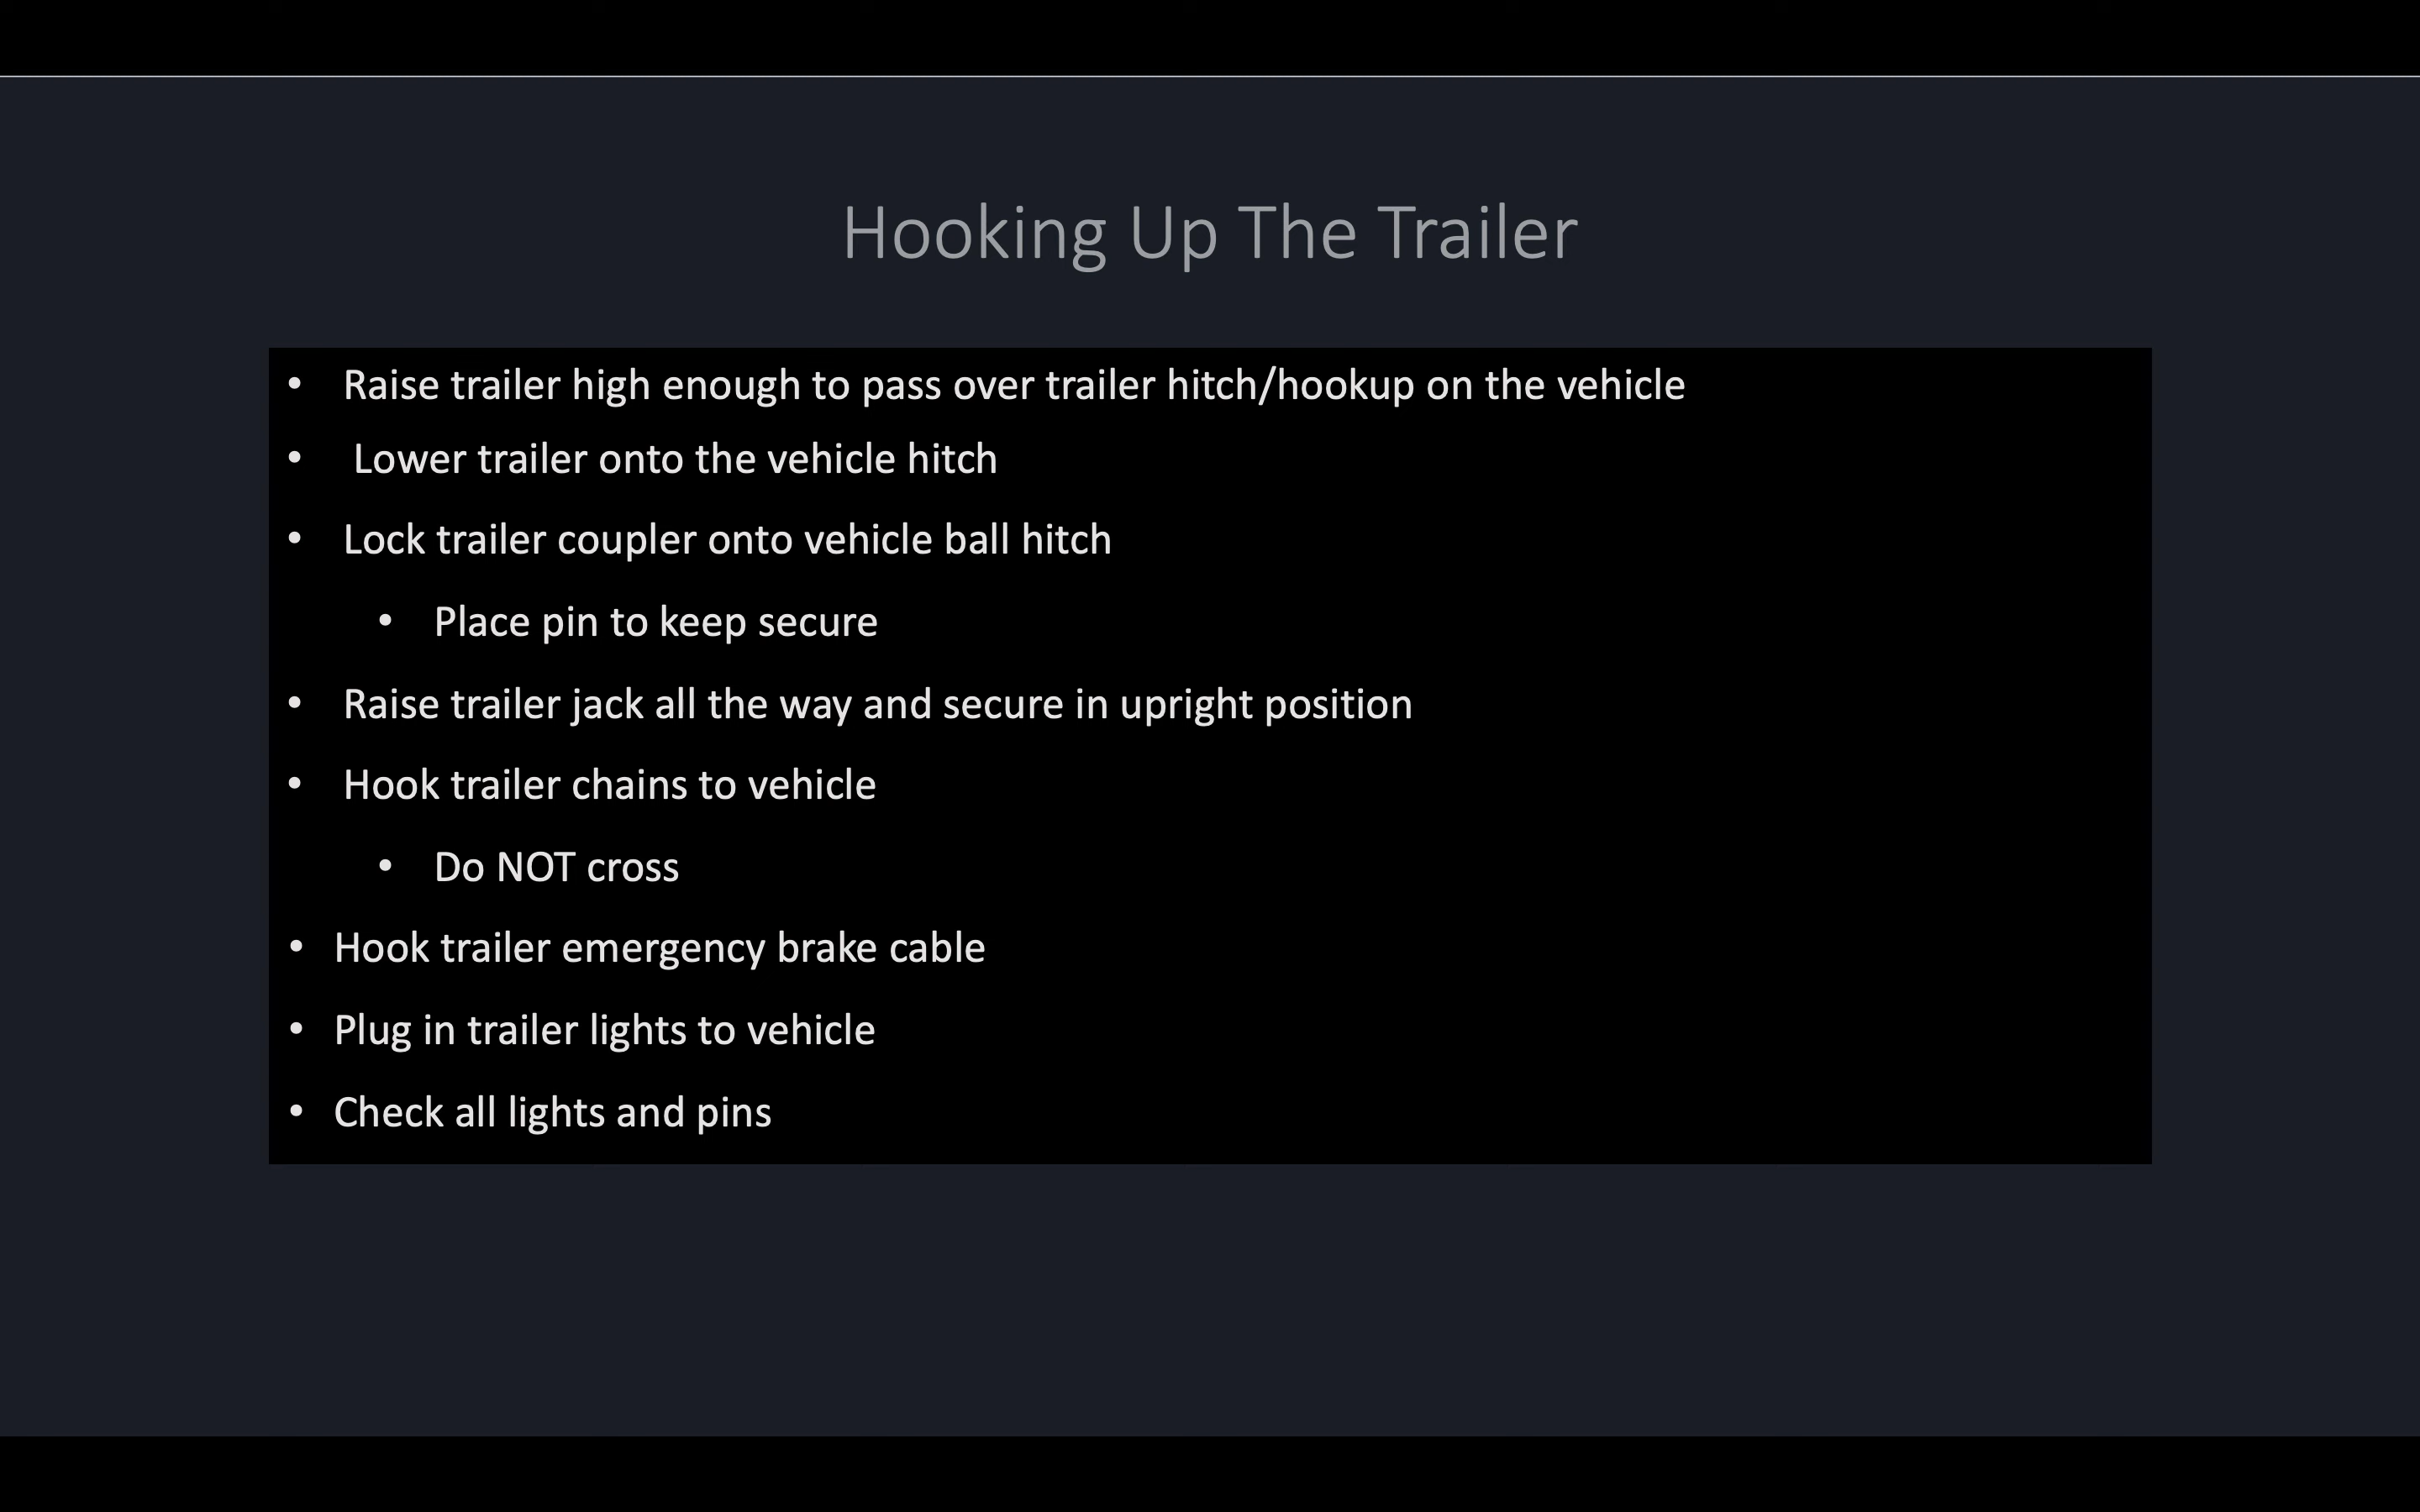 Hooking Up The Trailer
• Raise trailer high enough to pass over trailer hitch/hookup on the vehicle
• Lower trailer onto the vehicle hitch
• Lock trailer coupler onto vehicle ball hitch
• Place pin to keep secure
• Raise trailer jack all the way and secure in upright position
• Hook trailer chains to vehicle
• Do NOT cross
• Hook trailer emergency brake cable
• Plug in trailer lights to vehicle
• Check all lights and pins